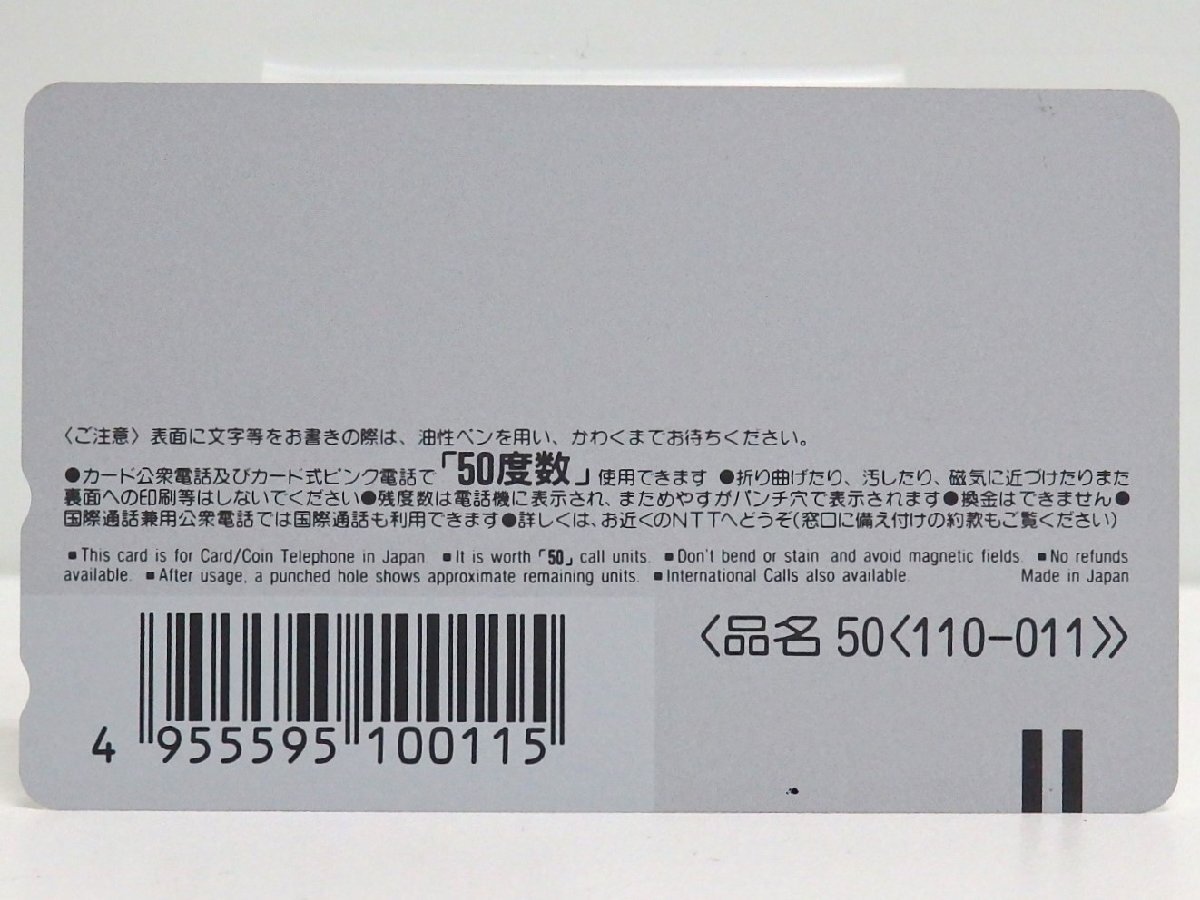 〈ご注意〉表面に文字等をお書きの際は、油性ペンを用い、かわくまでお待ちください。
●カード公衆電話及びカード式ピンク電話で「50度数」使用できます ●折り曲げたり、汚したり、磁気に近づけたりまた
裏面への印刷等はしないでください●残度数は電話機に表示され、まためやすがパンチ穴で表示されます●換金はできません●
国際通話兼用公衆電話では国際通話も利用できます●詳しくは、お近くのNTTへどうぞ(窓口に備え付けの約款もご覧ください)
■This card is for Card/Coin Telephone in Japan. ■It is worth「50」call units. ■Don't bend or stain and avoid magnetic fields. ■No refunds
available. ■After usage, a punched hole shows approximate remaining units. ■International Calls also available. Made in Japan
〈品名 50〈110-011〉〉
4 955595 100115